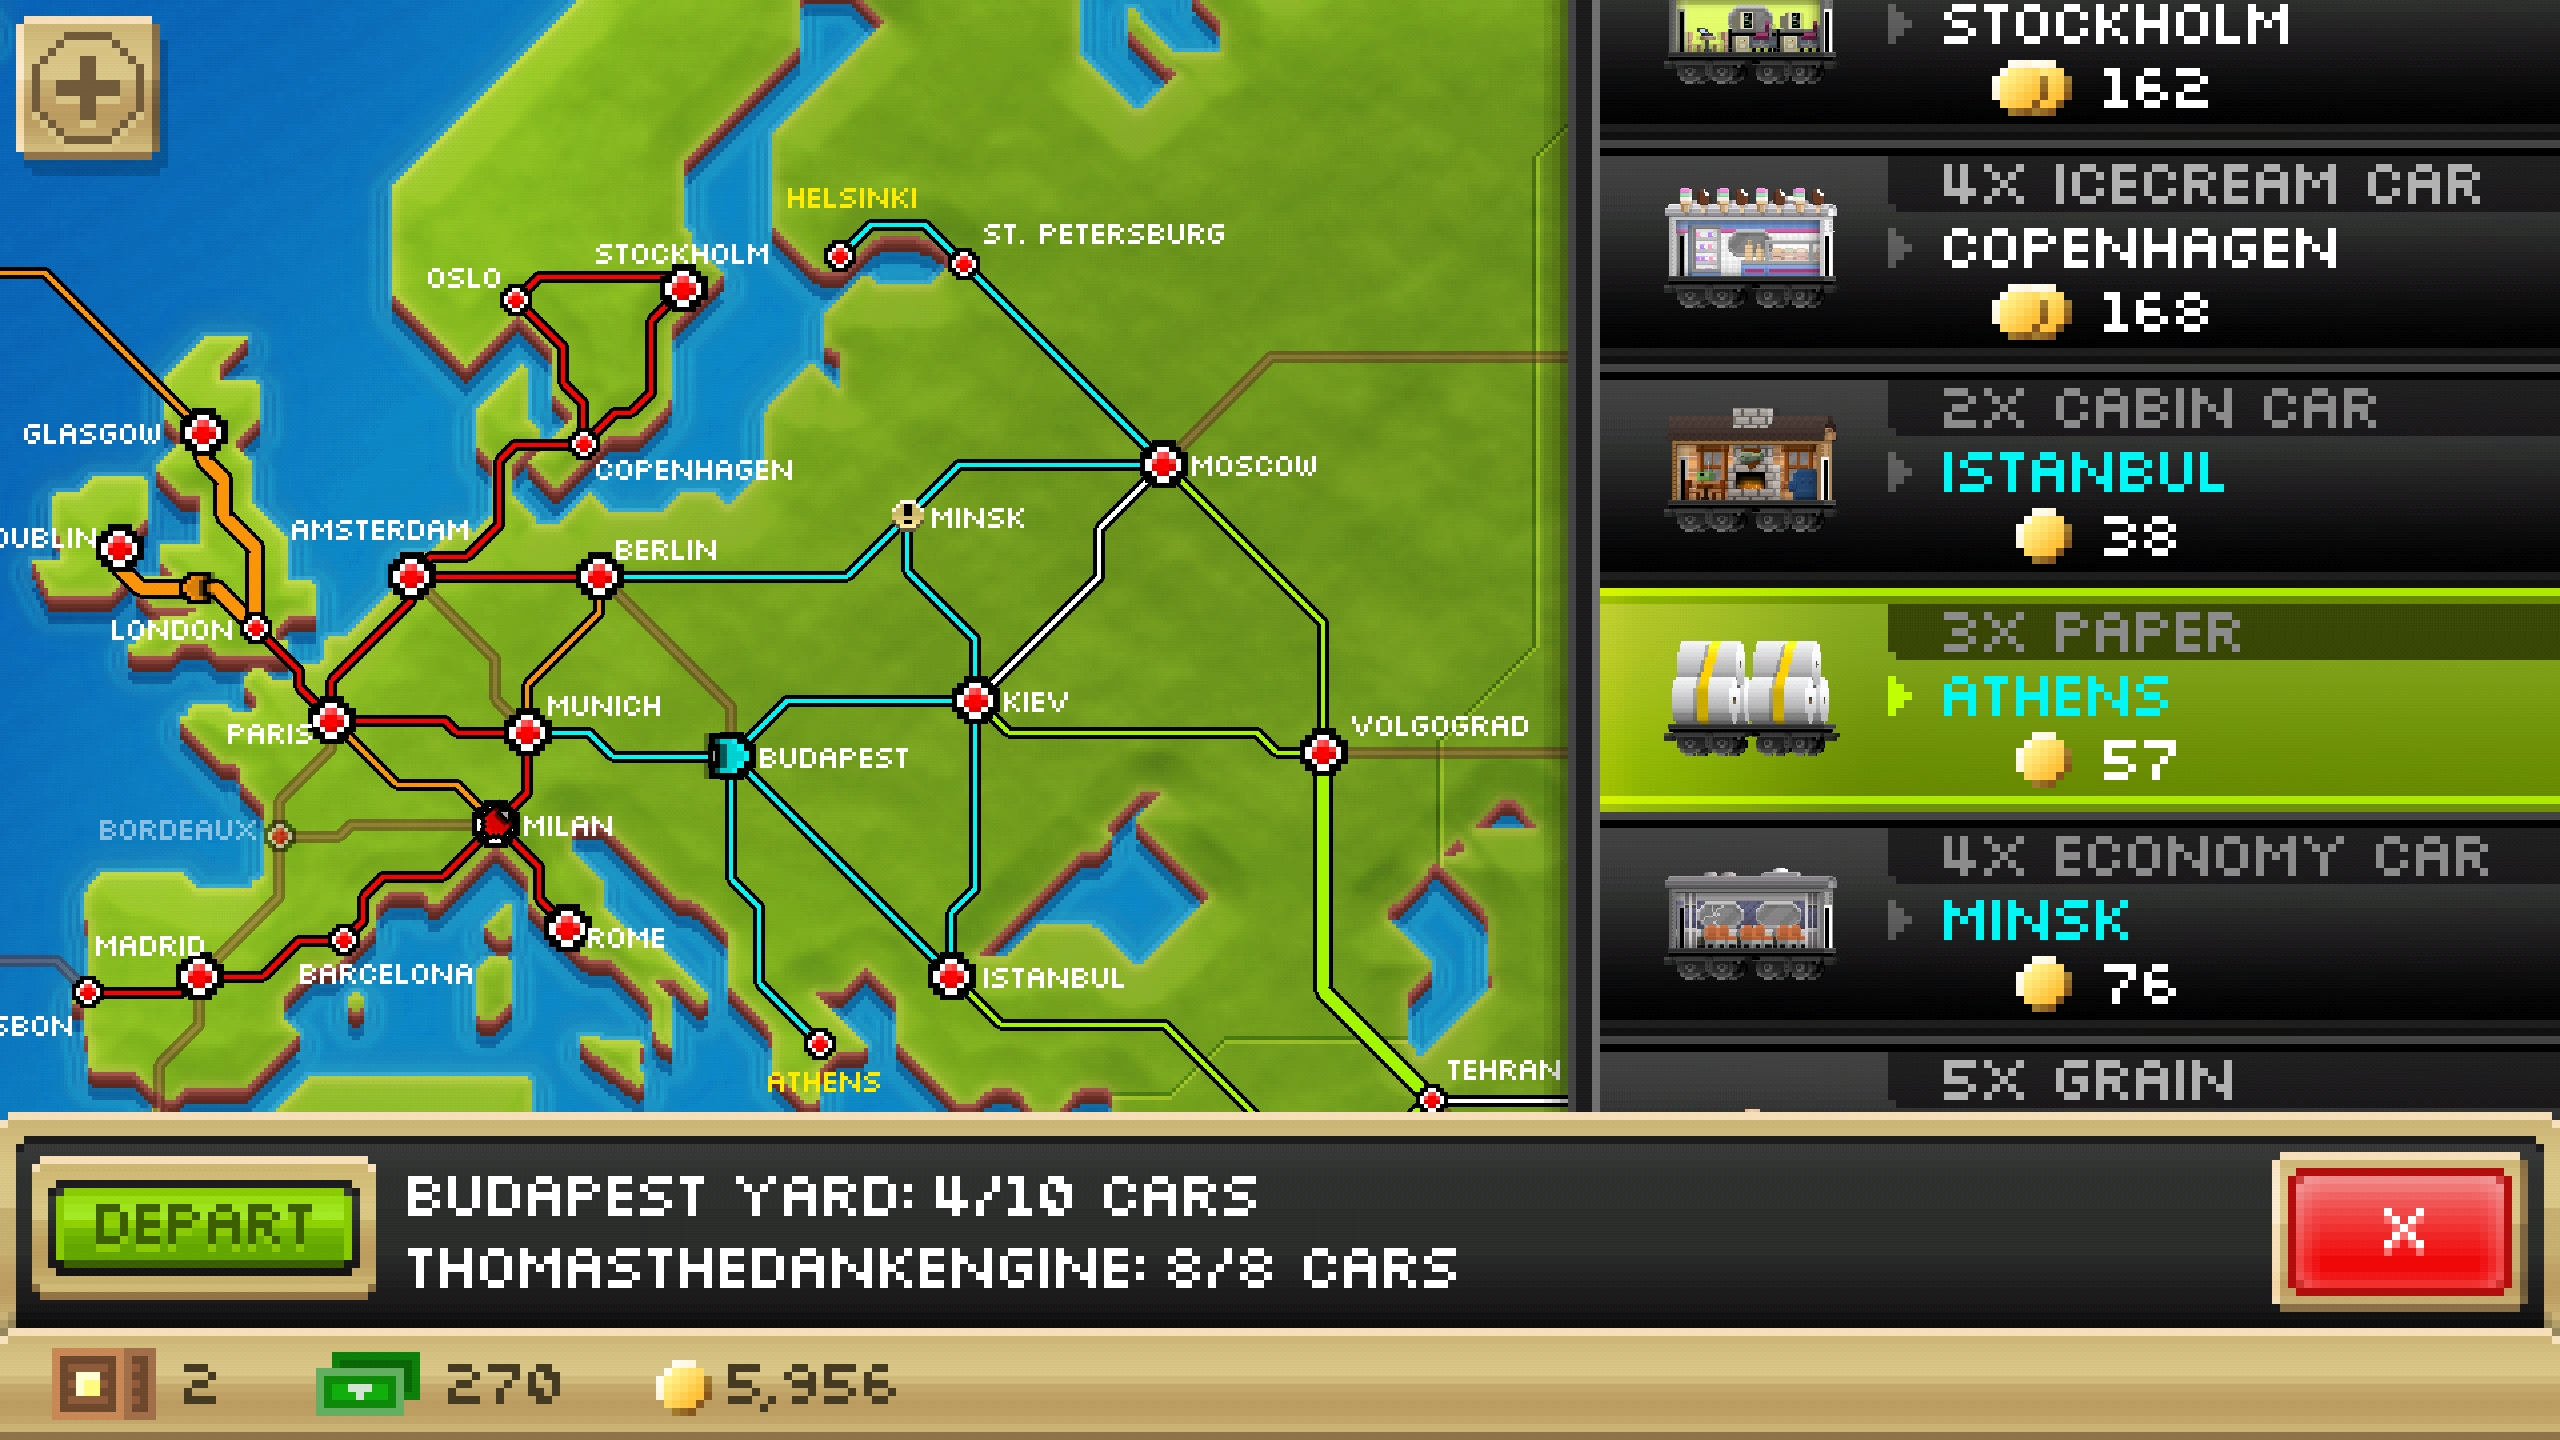 HELSINKI
ST. PETERSBURG
STOCKHOLM
OSLO
GLASGOW
COPENHAGEN
MOSCOW
MINSK
AMSTERDAM
DUBLIN
BERLIN
LONDON
KIEV
MUNICH
PARIS
VOLGOGRAD
BUDAPEST
BORDEAUX
MILAN
ROME
MADRID
BARCELONA
ISTANBUL
SBON
TEHRAN
ATHENS
STOCKHOLM
162
4X ICECREAM CAR
COPENHAGEN
168
2X CABIN CAR
ISTANBUL
38
3X PAPER
ATHENS
57
4X ECONOMY CAR
MINSK
76
5X GRAIN
DEPART
BUDAPEST YARD: 4/10 CARS
THOMASTHEDANKENGINE: 8/8 CARS
X
2
270
5,956